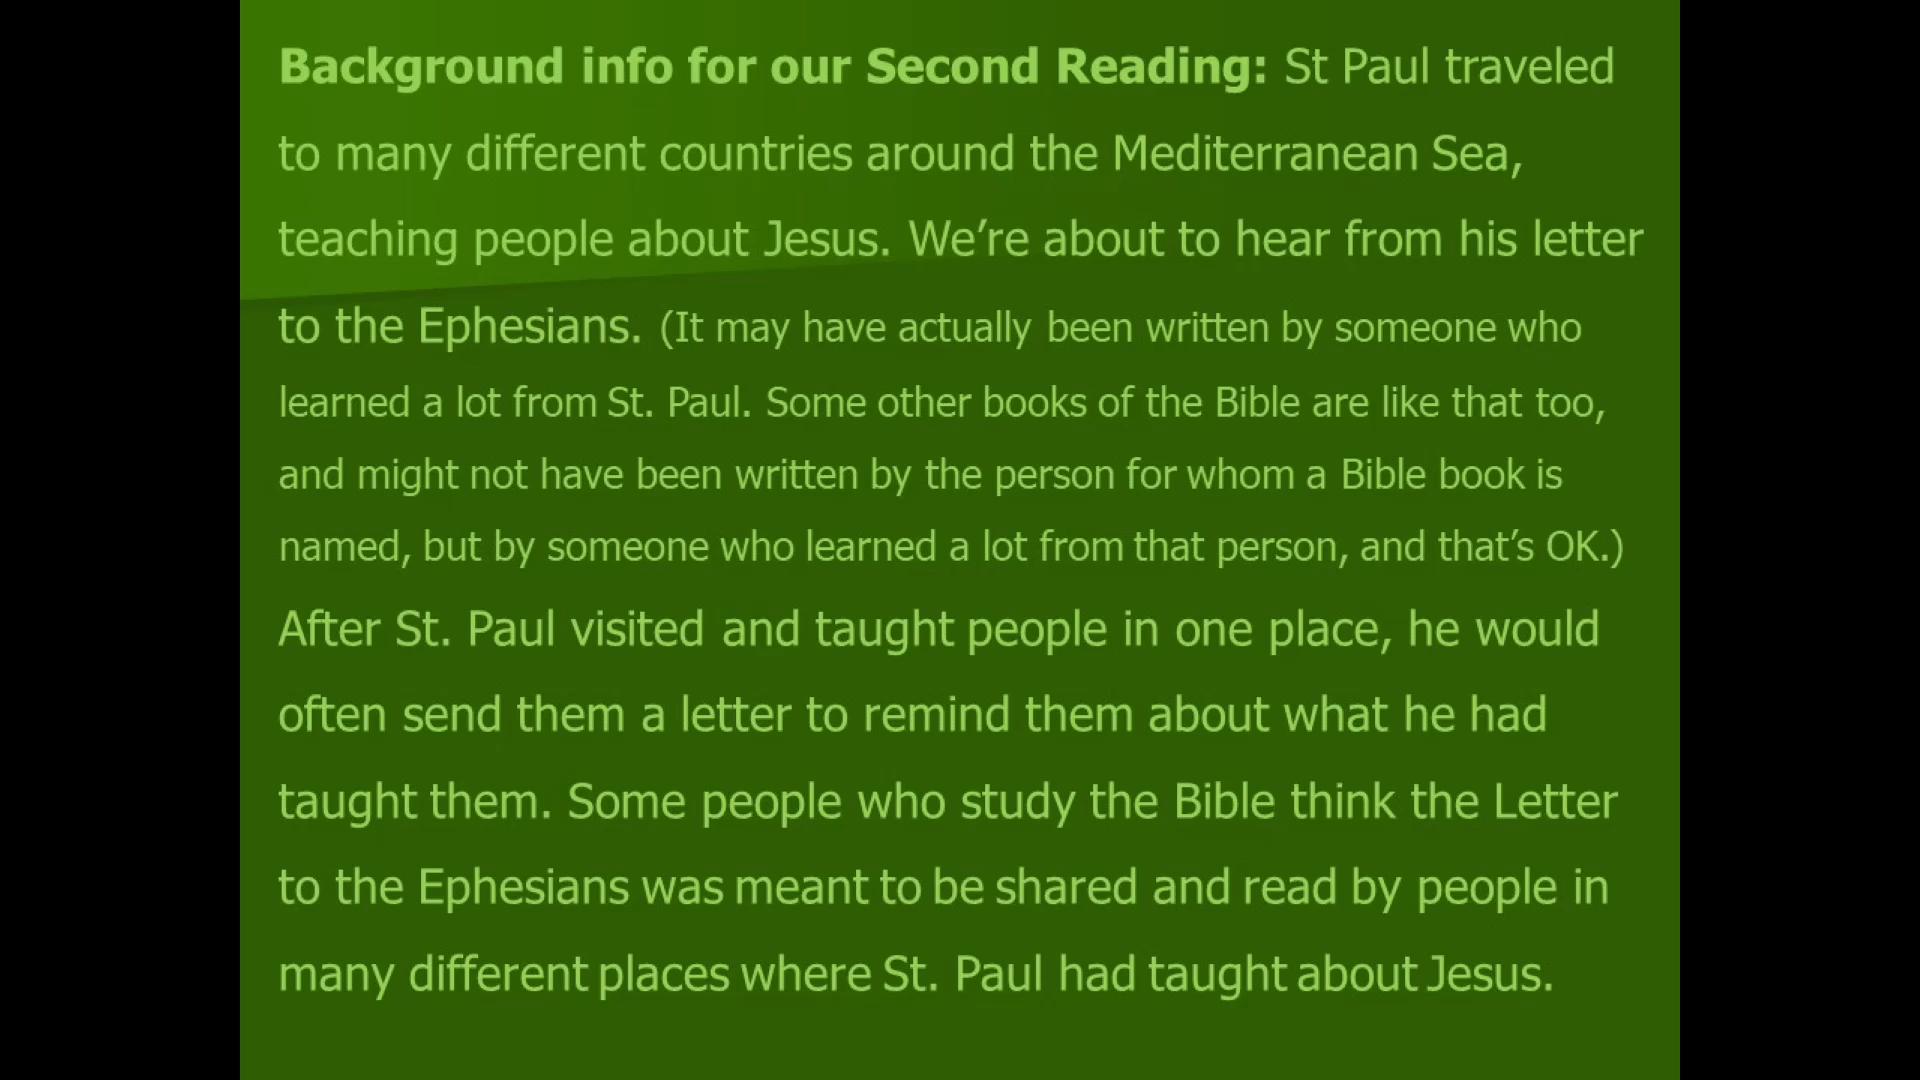 Background info for our Second Reading: St Paul traveled
to many different countries around the Mediterranean Sea,
teaching people about Jesus. We’re about to hear from his letter
to the Ephesians. (It may have actually been written by someone who
learned a lot from St. Paul. Some other books of the Bible are like that too,
and might not have been written by the person for whom a Bible book is
named, but by someone who learned a lot from that person, and that’s OK.)
After St. Paul visited and taught people in one place, he would
often send them a letter to remind them about what he had
taught them. Some people who study the Bible think the Letter
to the Ephesians was meant to be shared and read by people in
many different places where St. Paul had taught about Jesus.